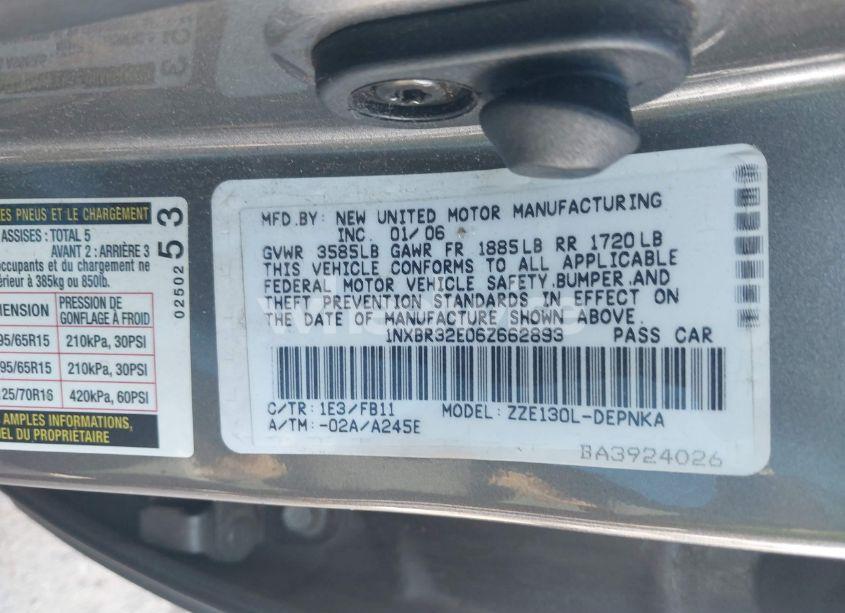 ES PNEUS ET LE CHARGEMENT
ASSISES: TOTAL 5
AVANT 2: ARRIÈRE 3
occupants et du chargement ne
érieur à 385kg ou 850lb.
PRESSION DE
GONFLAGE À FROID
95/65R15 210kPa, 30PSI
95/65R15 210kPa, 30PSI
25/70R16 420kPa, 60PSI
AMPLES INFORMATIONS,
EL DU PROPRIÉTAIRE
02502 53
MFD.BY: NEW UNITED MOTOR MANUFACTURING
INC. 01/06
GVWR 3585LB GAWR FR 1885LB RR 1720LB
THIS VEHICLE CONFORMS TO ALL APPLICABLE
FEDERAL MOTOR VEHICLE SAFETY,BUMPER,AND
THEFT PREVENTION STANDARDS IN EFFECT ON
THE DATE OF MANUFACTURE SHOWN ABOVE.
1NXBR32E06Z662893 PASS CAR
C/TR: 1E3/FB11 MODEL: ZZE130L-DEPNKA
A/TM: -02A/A245E
BA3924026